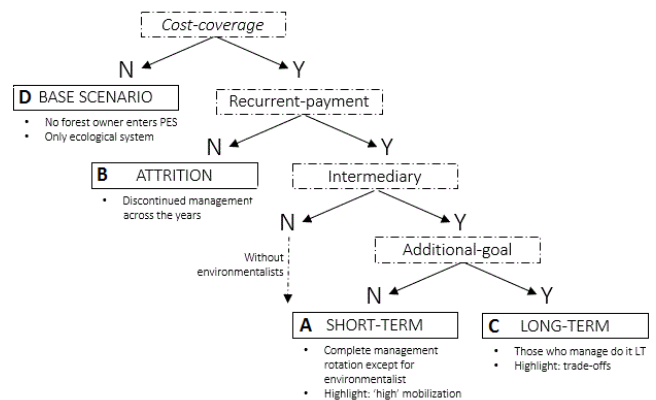 Cost-coverage
N
Y
D BASE SCENARIO
• No forest owner enters PES
• Only ecological system
Recurrent-payment
N
Y
B ATTRITION
• Discontinued management
across the years
Intermediary
N
Y
Without
environmentalists
Additional-goal
N
Y
A SHORT-TERM
• Complete management
rotation except for
environmentalist
• Highlight: 'high' mobilization
C LONG-TERM
• Those who manage do it LT
• Highlight: trade-offs